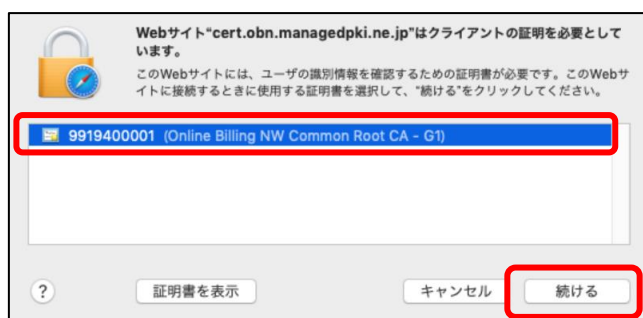 Webサイト“cert.obn.managedpki.ne.jp”はクライアントの証明を必要として
います。
このWebサイトには、ユーザの識別情報を確認するための証明書が必要です。このWebサ
イトに接続するときに使用する証明書を選択して、“続ける”をクリックしてください。
9919400001 (Online Billing NW Common Root CA - G1)
? 証明書を表示 キャンセル 続ける